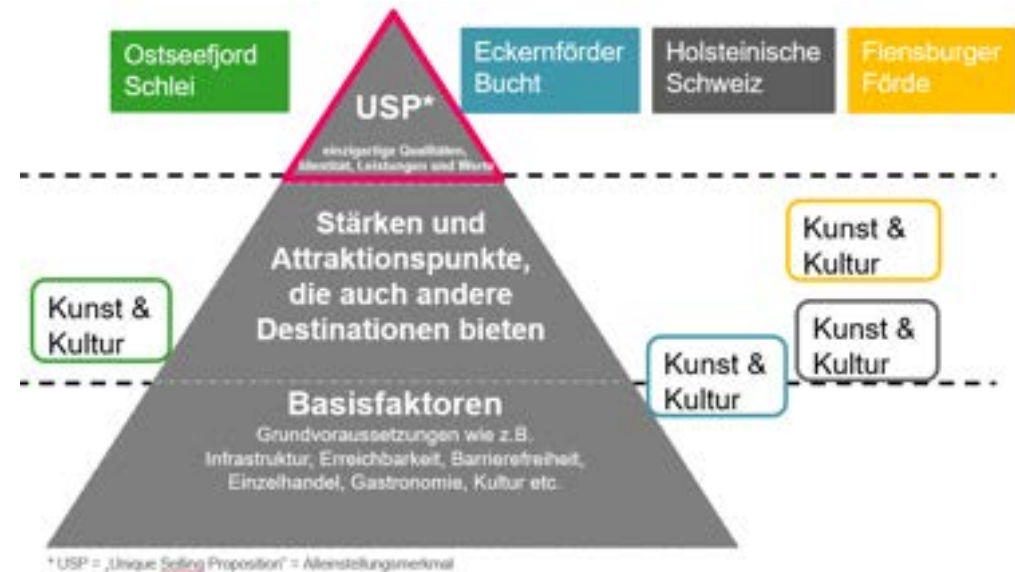 Ostseefjord
Schlei
Eckernförder
Bucht
Holsteinische
Schweiz
Flensburger
Förde
USP*
einzigartige Qualitäten,
Identität, Leistungen und Werte
Stärken und
Attraktionspunkte,
die auch andere
Destinationen bieten
Kunst &
Kultur
Kunst &
Kultur
Kunst &
Kultur
Kunst &
Kultur
Basisfaktoren
Grundvoraussetzungen wie z.B.
Infrastruktur, Erreichbarkeit, Barrierefreiheit,
Einzelhandel, Gastronomie, Kultur etc.
* USP = „Unique Selling Proposition" = Alleinstellungsmerkmal